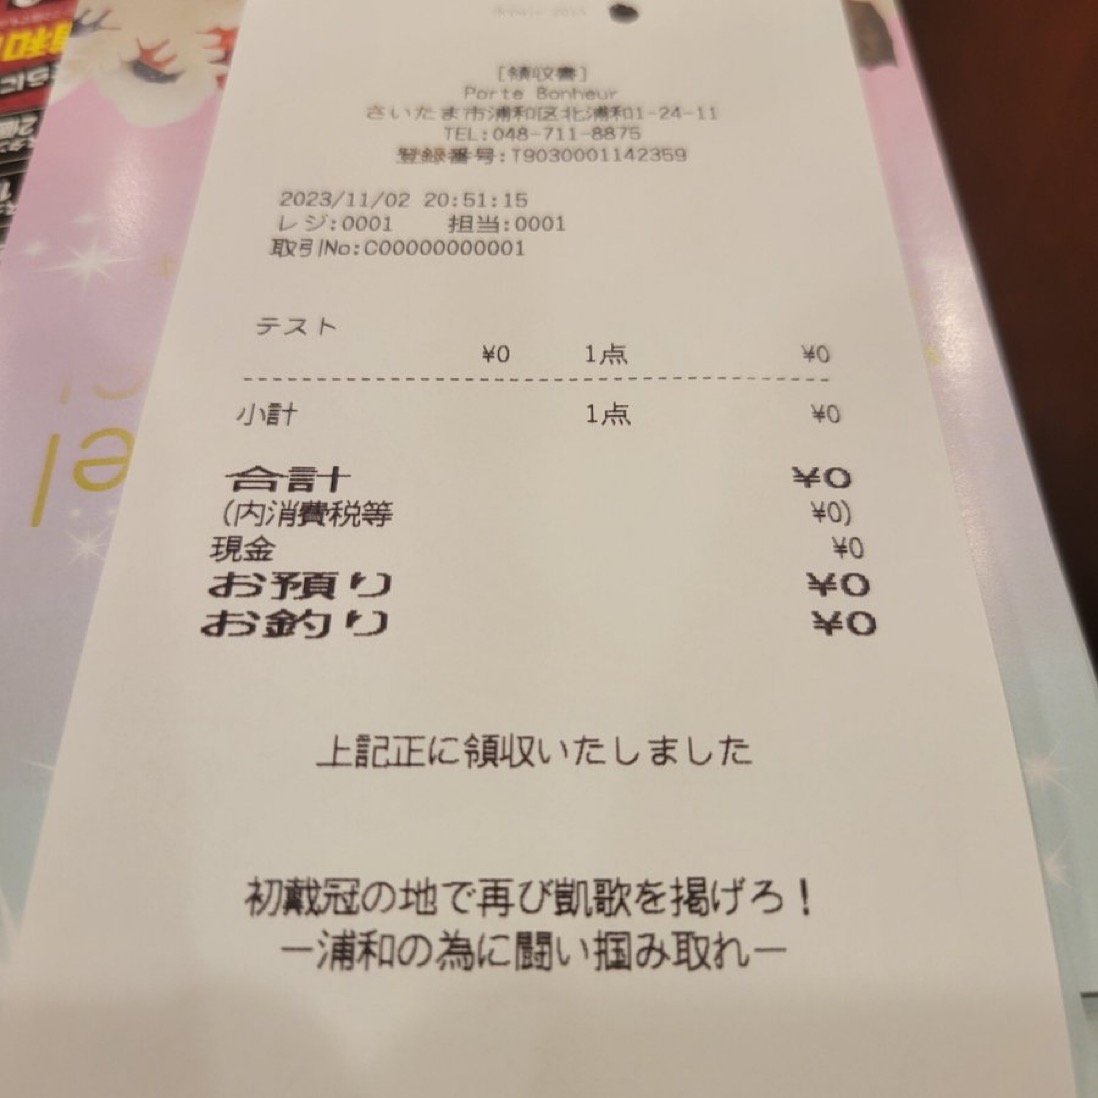 [領収書]
Porte Bonheur
さいたま市浦和区北浦和1-24-11
TEL:048-711-8875
登録番号:T9030001142359
2023/11/02 20:51:15
レジ:0001 担当:0001
取引No:C00000000001
テスト
¥0 1点 ¥0
小計 1点 ¥0
合計 ¥0
(内消費税等 ¥0)
現金 ¥0
お預り ¥0
お釣り ¥0
上記正に領収いたしました
初戴冠の地で再び凱歌を掲げろ!
ー浦和の為に闘い掴み取れー